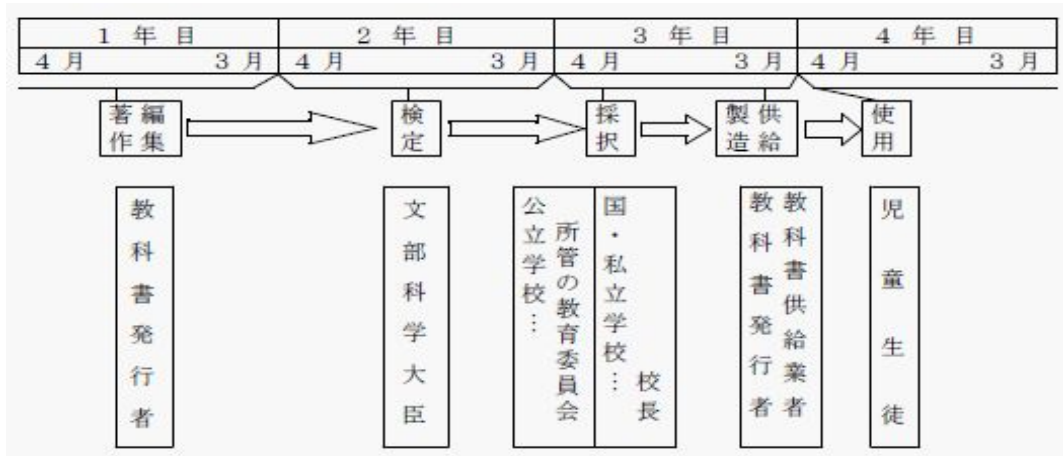 1年目 2年目 3年目 4年目
4月 3月 4月 3月 4月 3月 4月 3月
著作
編集
検定
採択
製造
供給
使用
教科書発行者
文部科学大臣
公立学校…
所管の教育委員会
国・私立学校…
校長
教科書発行者
教科書供給業者
児童生徒